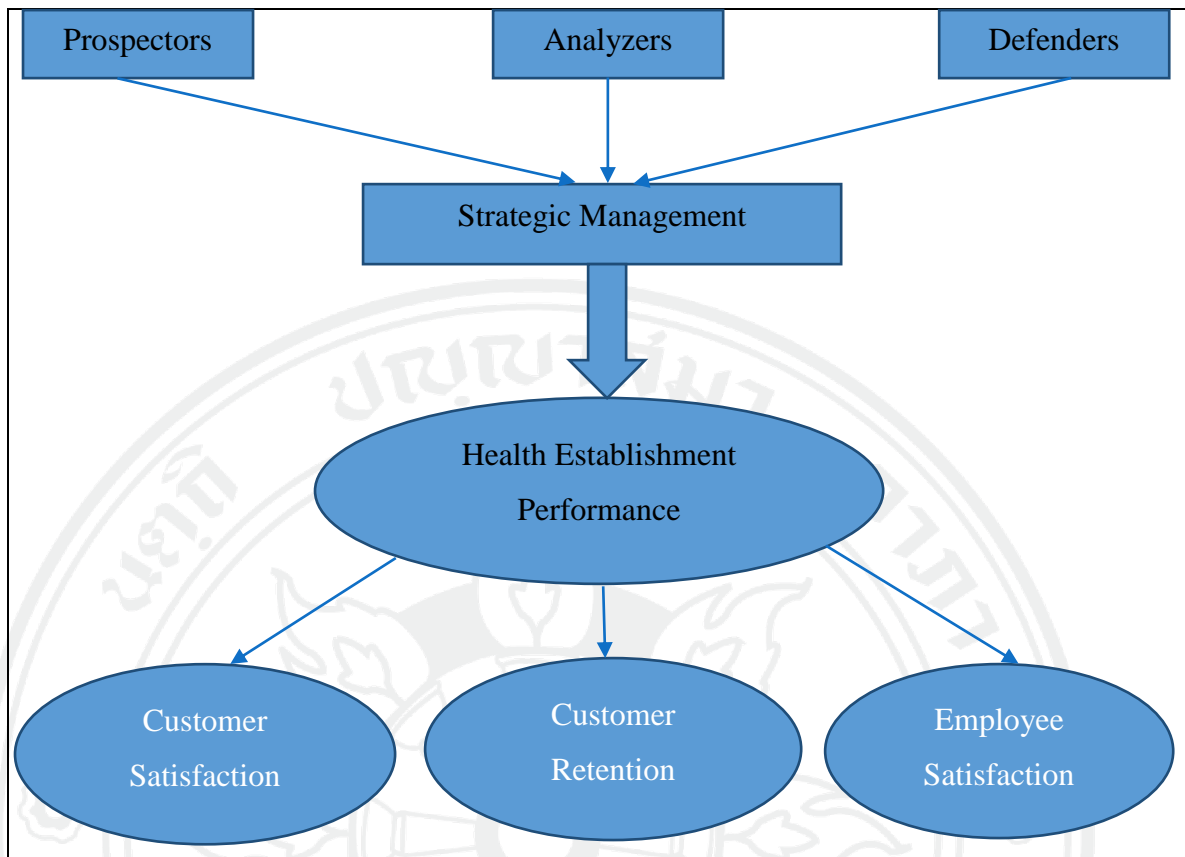 Prospectors
Analyzers
Defenders
Strategic Management
Health Establishment
Performance
Customer
Satisfaction
Customer
Retention
Employee
Satisfaction